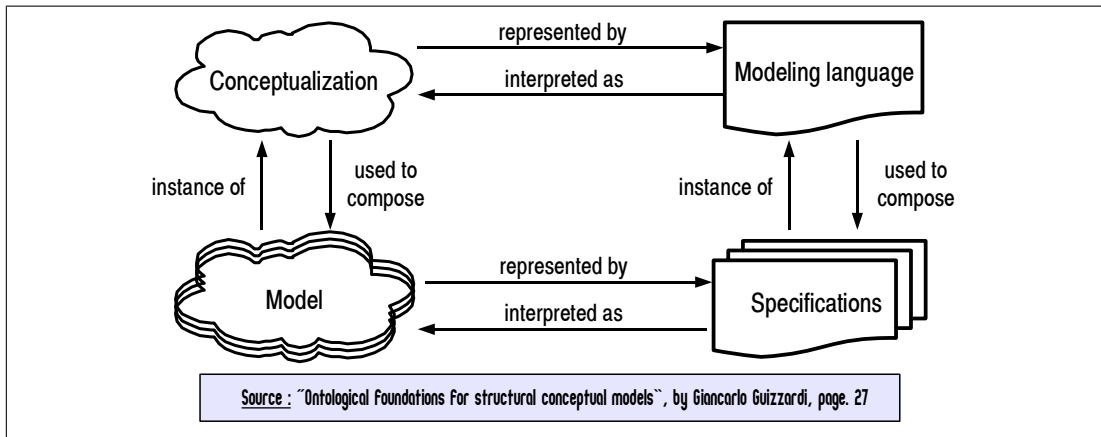 represented by
Conceptualization
Modeling language
interpreted as
instance of
used to
compose
instance of
used to
compose
represented by
Model
Specifications
interpreted as
Source : ˝Ontological Foundations For structural conceptual models``, by Giancarlo Guizzardi, page. 27